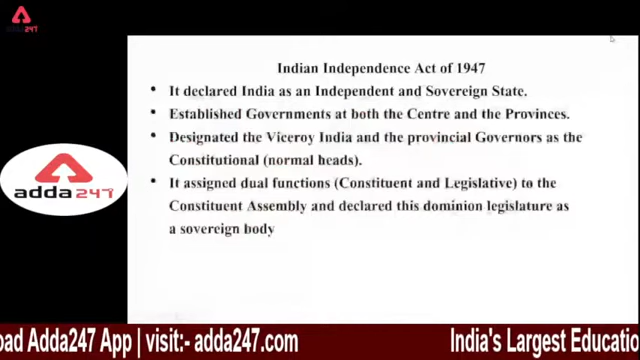 adda247
Indian Independence Act of 1947
• It declared India as an Independent and Sovereign State.
• Established Governments at both the Centre and the Provinces.
• Designated the Viceroy India and the provincial Governors as the
Constitutional (normal heads).
• It assigned dual functions (Constituent and Legislative) to the
Constituent Assembly and declared this dominion legislature as
a sovereign body
adda247
oad Adda247 App | visit:- adda247.com
India's Largest Educatio